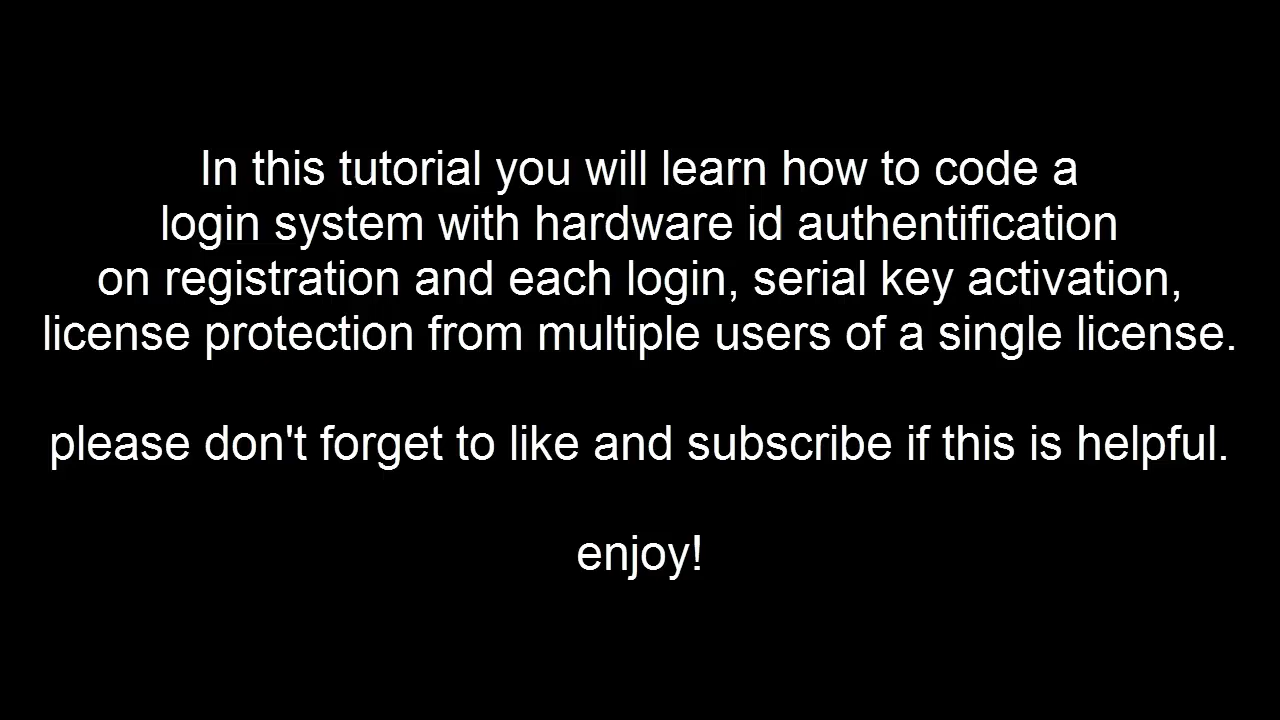 In this tutorial you will learn how to code a
login system with hardware id authentification
on registration and each login, serial key activation,
license protection from multiple users of a single license.
please don't forget to like and subscribe if this is helpful.
enjoy!